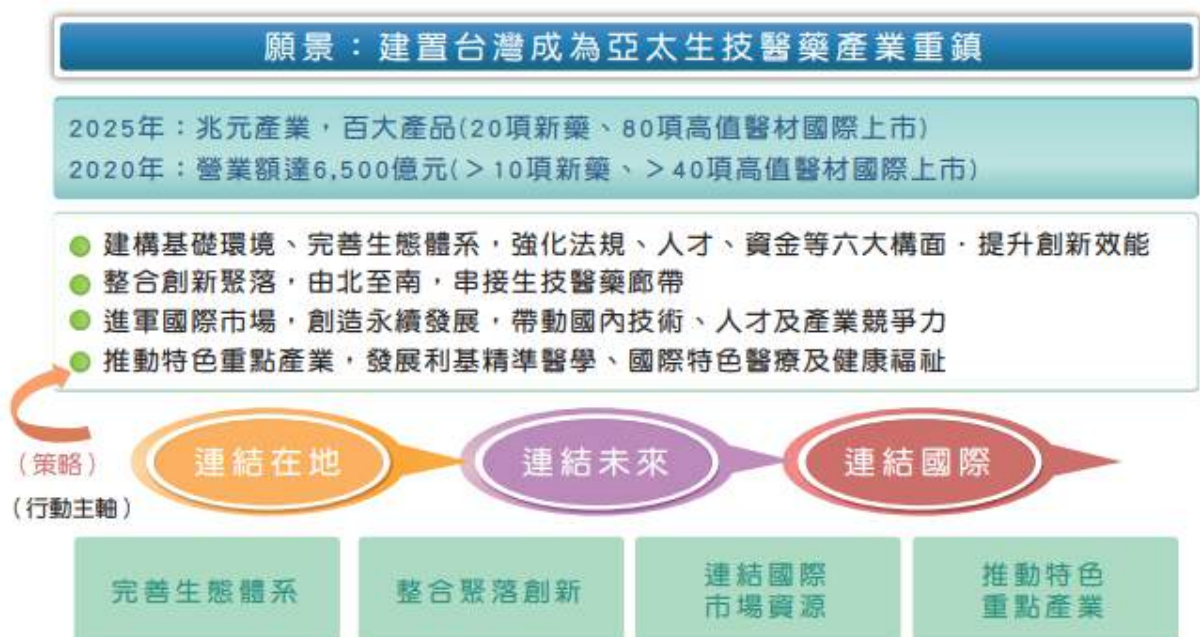 願景：建置台灣成為亞太生技醫藥產業重鎮
2025年：兆元產業，百大產品(20項新藥、80項高值醫材國際上市)
2020年：營業額達6,500億元(＞10項新藥、＞40項高值醫材國際上市)
建構基礎環境、完善生態體系，強化法規、人才、資金等六大構面．提升創新效能
整合創新聚落，由北至南，串接生技醫藥廊帶
進軍國際市場，創造永續發展，帶動國內技術、人才及產業競爭力
推動特色重點產業，發展利基精準醫學、國際特色醫療及健康福祉
(策略)
連結在地
連結未來
連結國際
(行動主軸)
完善生態體系
整合聚落創新
連結國際
市場資源
推動特色
重點產業